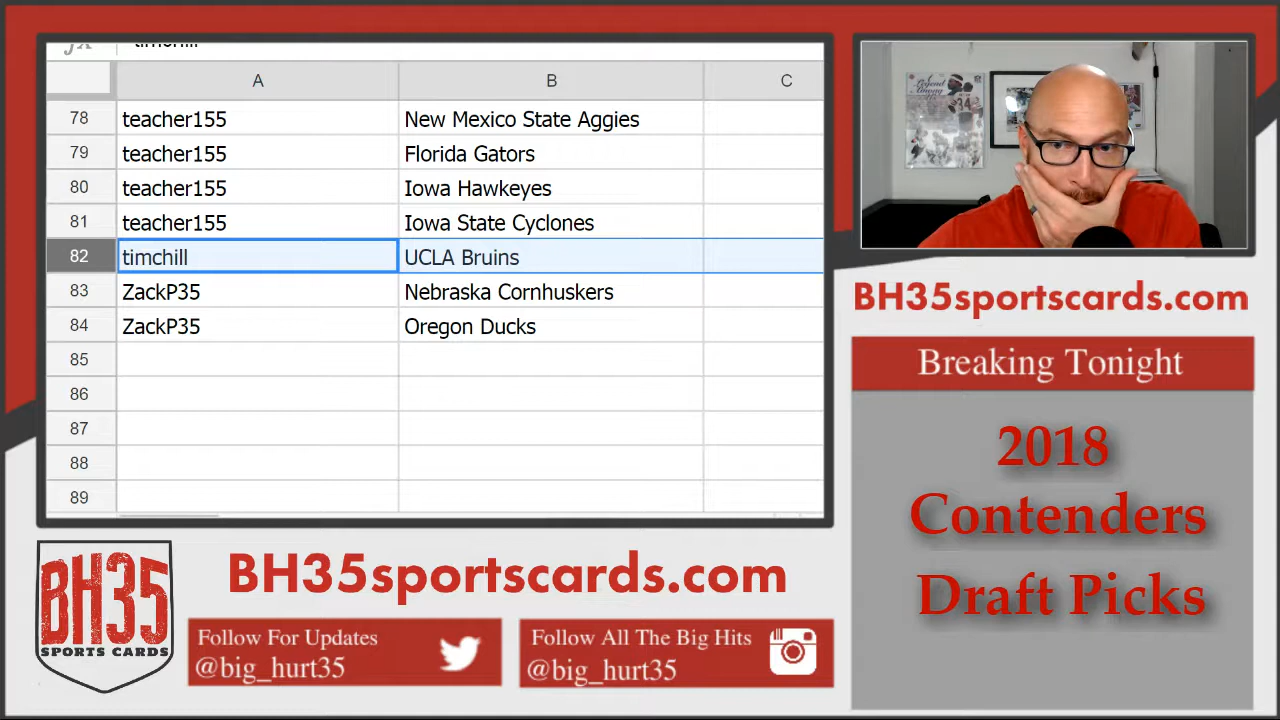 A B C
78 teacher155 New Mexico State Aggies
79 teacher155 Florida Gators
80 teacher155 Iowa Hawkeyes
81 teacher155 Iowa State Cyclones
82 timchill UCLA Bruins
83 ZackP35 Nebraska Cornhuskers
84 ZackP35 Oregon Ducks
85
86
87
88
89
BH35sportscards.com
Breaking Tonight
2018
Contenders
Draft Picks
BH35
SPORTS CARDS
BH35sportscards.com
Follow For Updates
@big_hurt35
Follow All The Big Hits
@big_hurt35